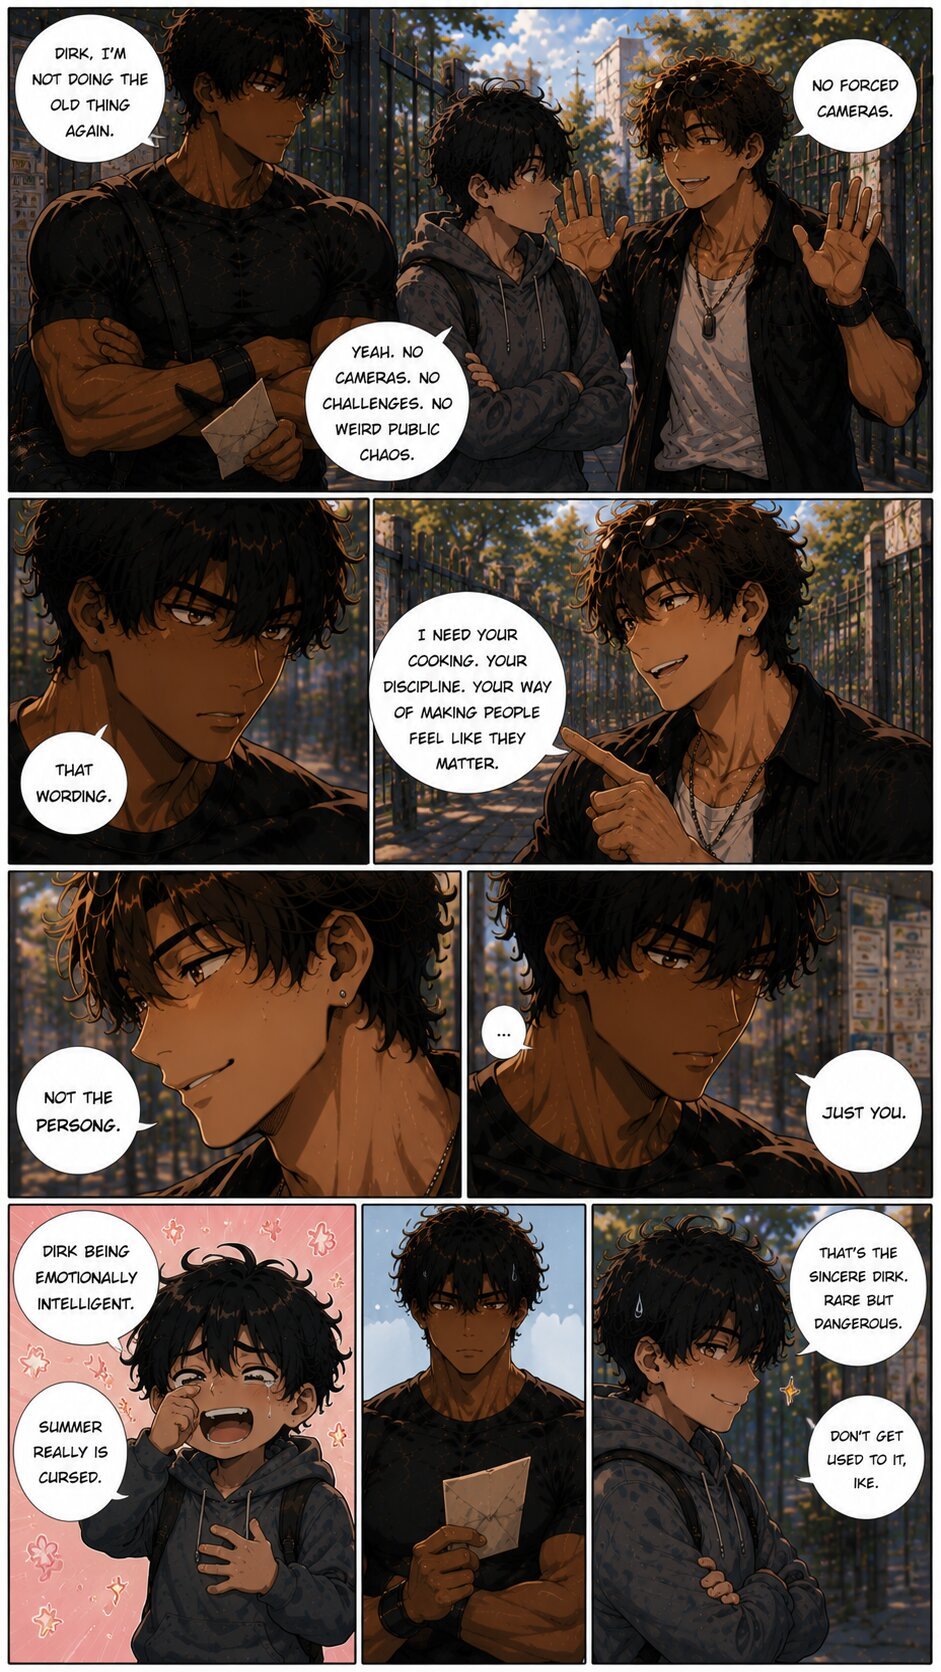 DIRK, I'M
NOT DOING THE
OLD THING
AGAIN.
NO FORCED
CAMERAS.
YEAH. NO
CAMERAS. NO
CHALLENGES. NO
WEIRD PUBLIC
CHAOS.
THAT
WORDING.
I NEED YOUR
COOKING. YOUR
DISCIPLINE. YOUR WAY
OF MAKING PEOPLE
FEEL LIKE THEY
MATTER.
NOT THE
PERSONG.
...
JUST YOU.
DIRK BEING
EMOTIONALLY
INTELLIGENT.
SUMMER
REALLY IS
CURSED.
THAT'S THE
SINCERE DIRK.
RARE BUT
DANGEROUS.
DON'T GET
USED TO IT,
IKE.